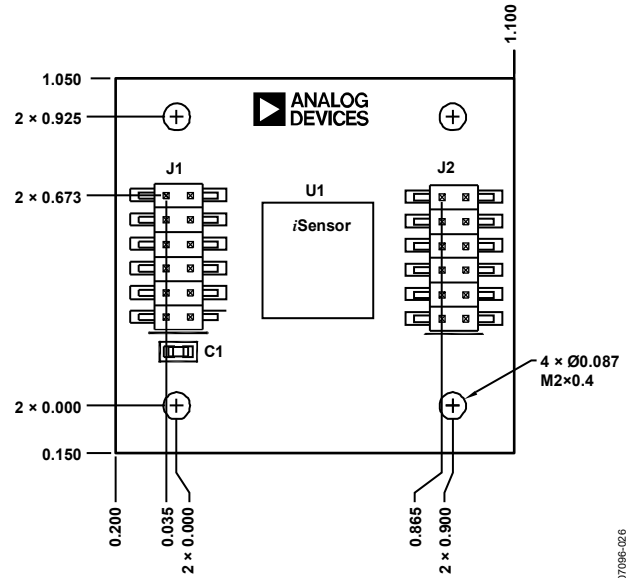 1.100
1.050
2 × 0.925
ANALOG
DEVICES
J1
J2
2 × 0.673
U1
iSensor
C1
4 × Ø0.087
M2×0.4
2 × 0.000
0.150
0.200
0.035
2 × 0.000
0.865
2 × 0.900
07096-026